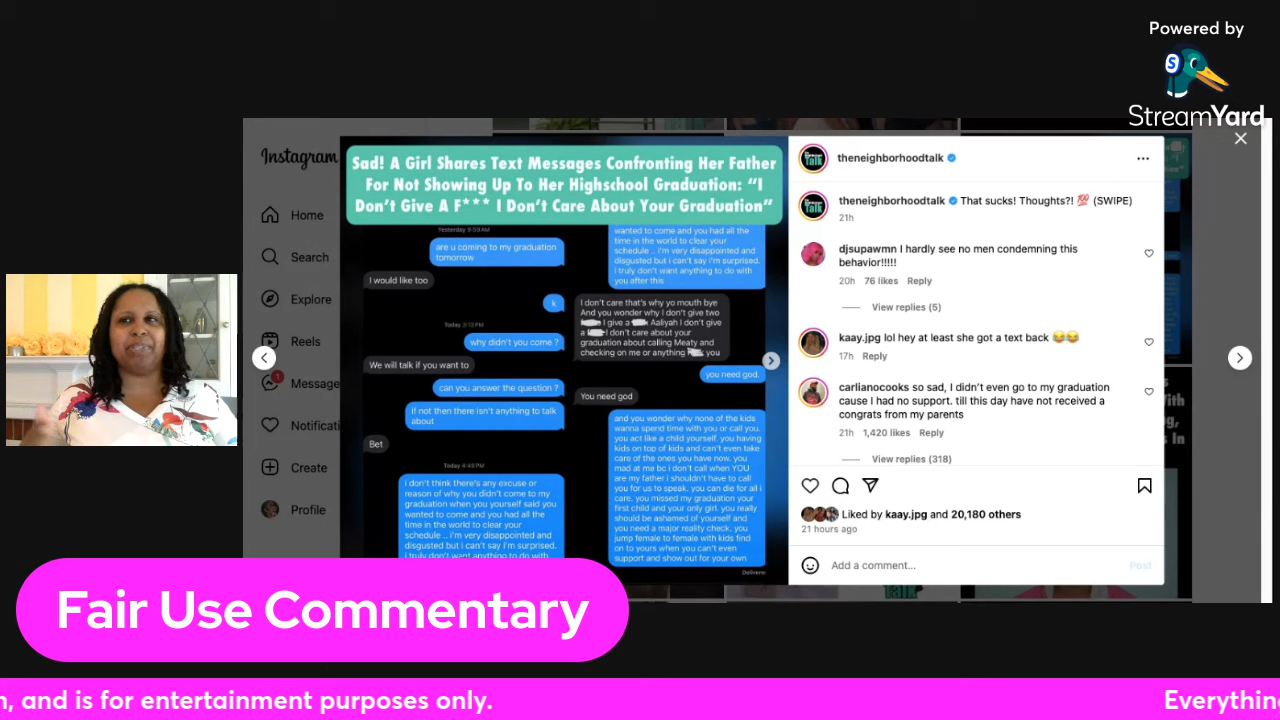 Powered by
StreamYard
Instagram
Home
Search
Explore
Reels
1
Message
Notificati
Create
Profile
Sad! A Girl Shares Text Messages Confronting Her Father
For Not Showing Up To Her Highschool Graduation: “I
Don’t Give A F*** I Don’t Care About Your Graduation”
Yesterday 9:09 AM
are u coming to my graduation
tomorrow
I would like too
k
Today 3:13 PM
why didn't you come ?
We will talk if you want to
can you answer the question ?
if not then there isn't anything to talk
about
Bet
Today 4:49 PM
i don't think there's any excuse or
reason of why you didn't come to my
graduation when you yourself said you
wanted to come and you had all the
time in the world to clear your
schedule .. i'm very disappointed and
disgusted but i can't say i'm surprised.
i truly don't want anything to do with
wanted to come and you had all the
time in the world to clear your
schedule .. i'm very disappointed and
disgusted but i can't say i'm surprised.
i truly don't want anything to do with
you after this
I don't care that's why yo mouth bye
And you wonder why I don't give two
I give a Aaliyah I don't give
a I don't care about your
graduation about calling Meaty and
checking on me or anything you
you need god.
You need god
and you wonder why none of the kids
wanna spend time with you or call you.
you act like a child yourself. you having
kids on top of kids and can't even take
care of the ones you have now. you
mad at me bc i don't call when YOU
are my father i shouldn't have to call
you for us to speak. you can die for all i
care. you missed my graduation your
first child and your only girl. you really
should be ashamed of yourself and
you need a major reality check. you
jump female to female with kids find
on to yours when you can't even
support and show out for your own
theneighborhoodtalk
theneighborhoodtalk That sucks! Thoughts?! 💯 (SWIPE)
21h
djsupawmn I hardly see no men condemning this
behavior!!!!!
20h 76 likes Reply
View replies (5)
kaay.jpg lol hey at least she got a text back 😂😂
17h Reply
carlianocooks so sad, I didn't even go to my graduation
cause I had no support. till this day have not received a
congrats from my parents
21h 1,420 likes Reply
View replies (318)
Liked by kaay.jpg and 20,180 others
21 hours ago
Add a comment...
Post
Fair Use Commentary
n, and is for entertainment purposes only.
Everything